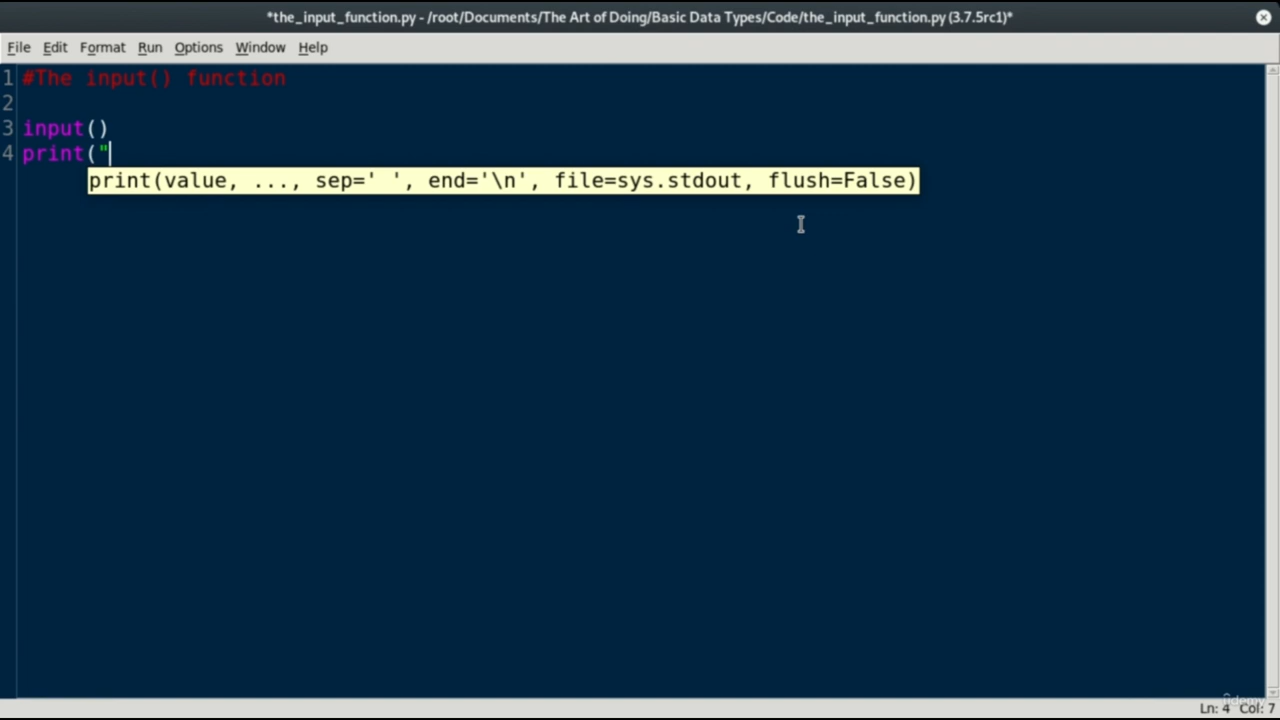 *the_input_function.py - /root/Documents/The Art of Doing/Basic Data Types/Code/the_input_function.py (3.7.5rc1)*
File Edit Format Run Options Window Help
1 #The input() function
2
3 input()
4 print("
print(value, ..., sep=' ', end='\n', file=sys.stdout, flush=False)
udemy
Ln: 4 Col: 7